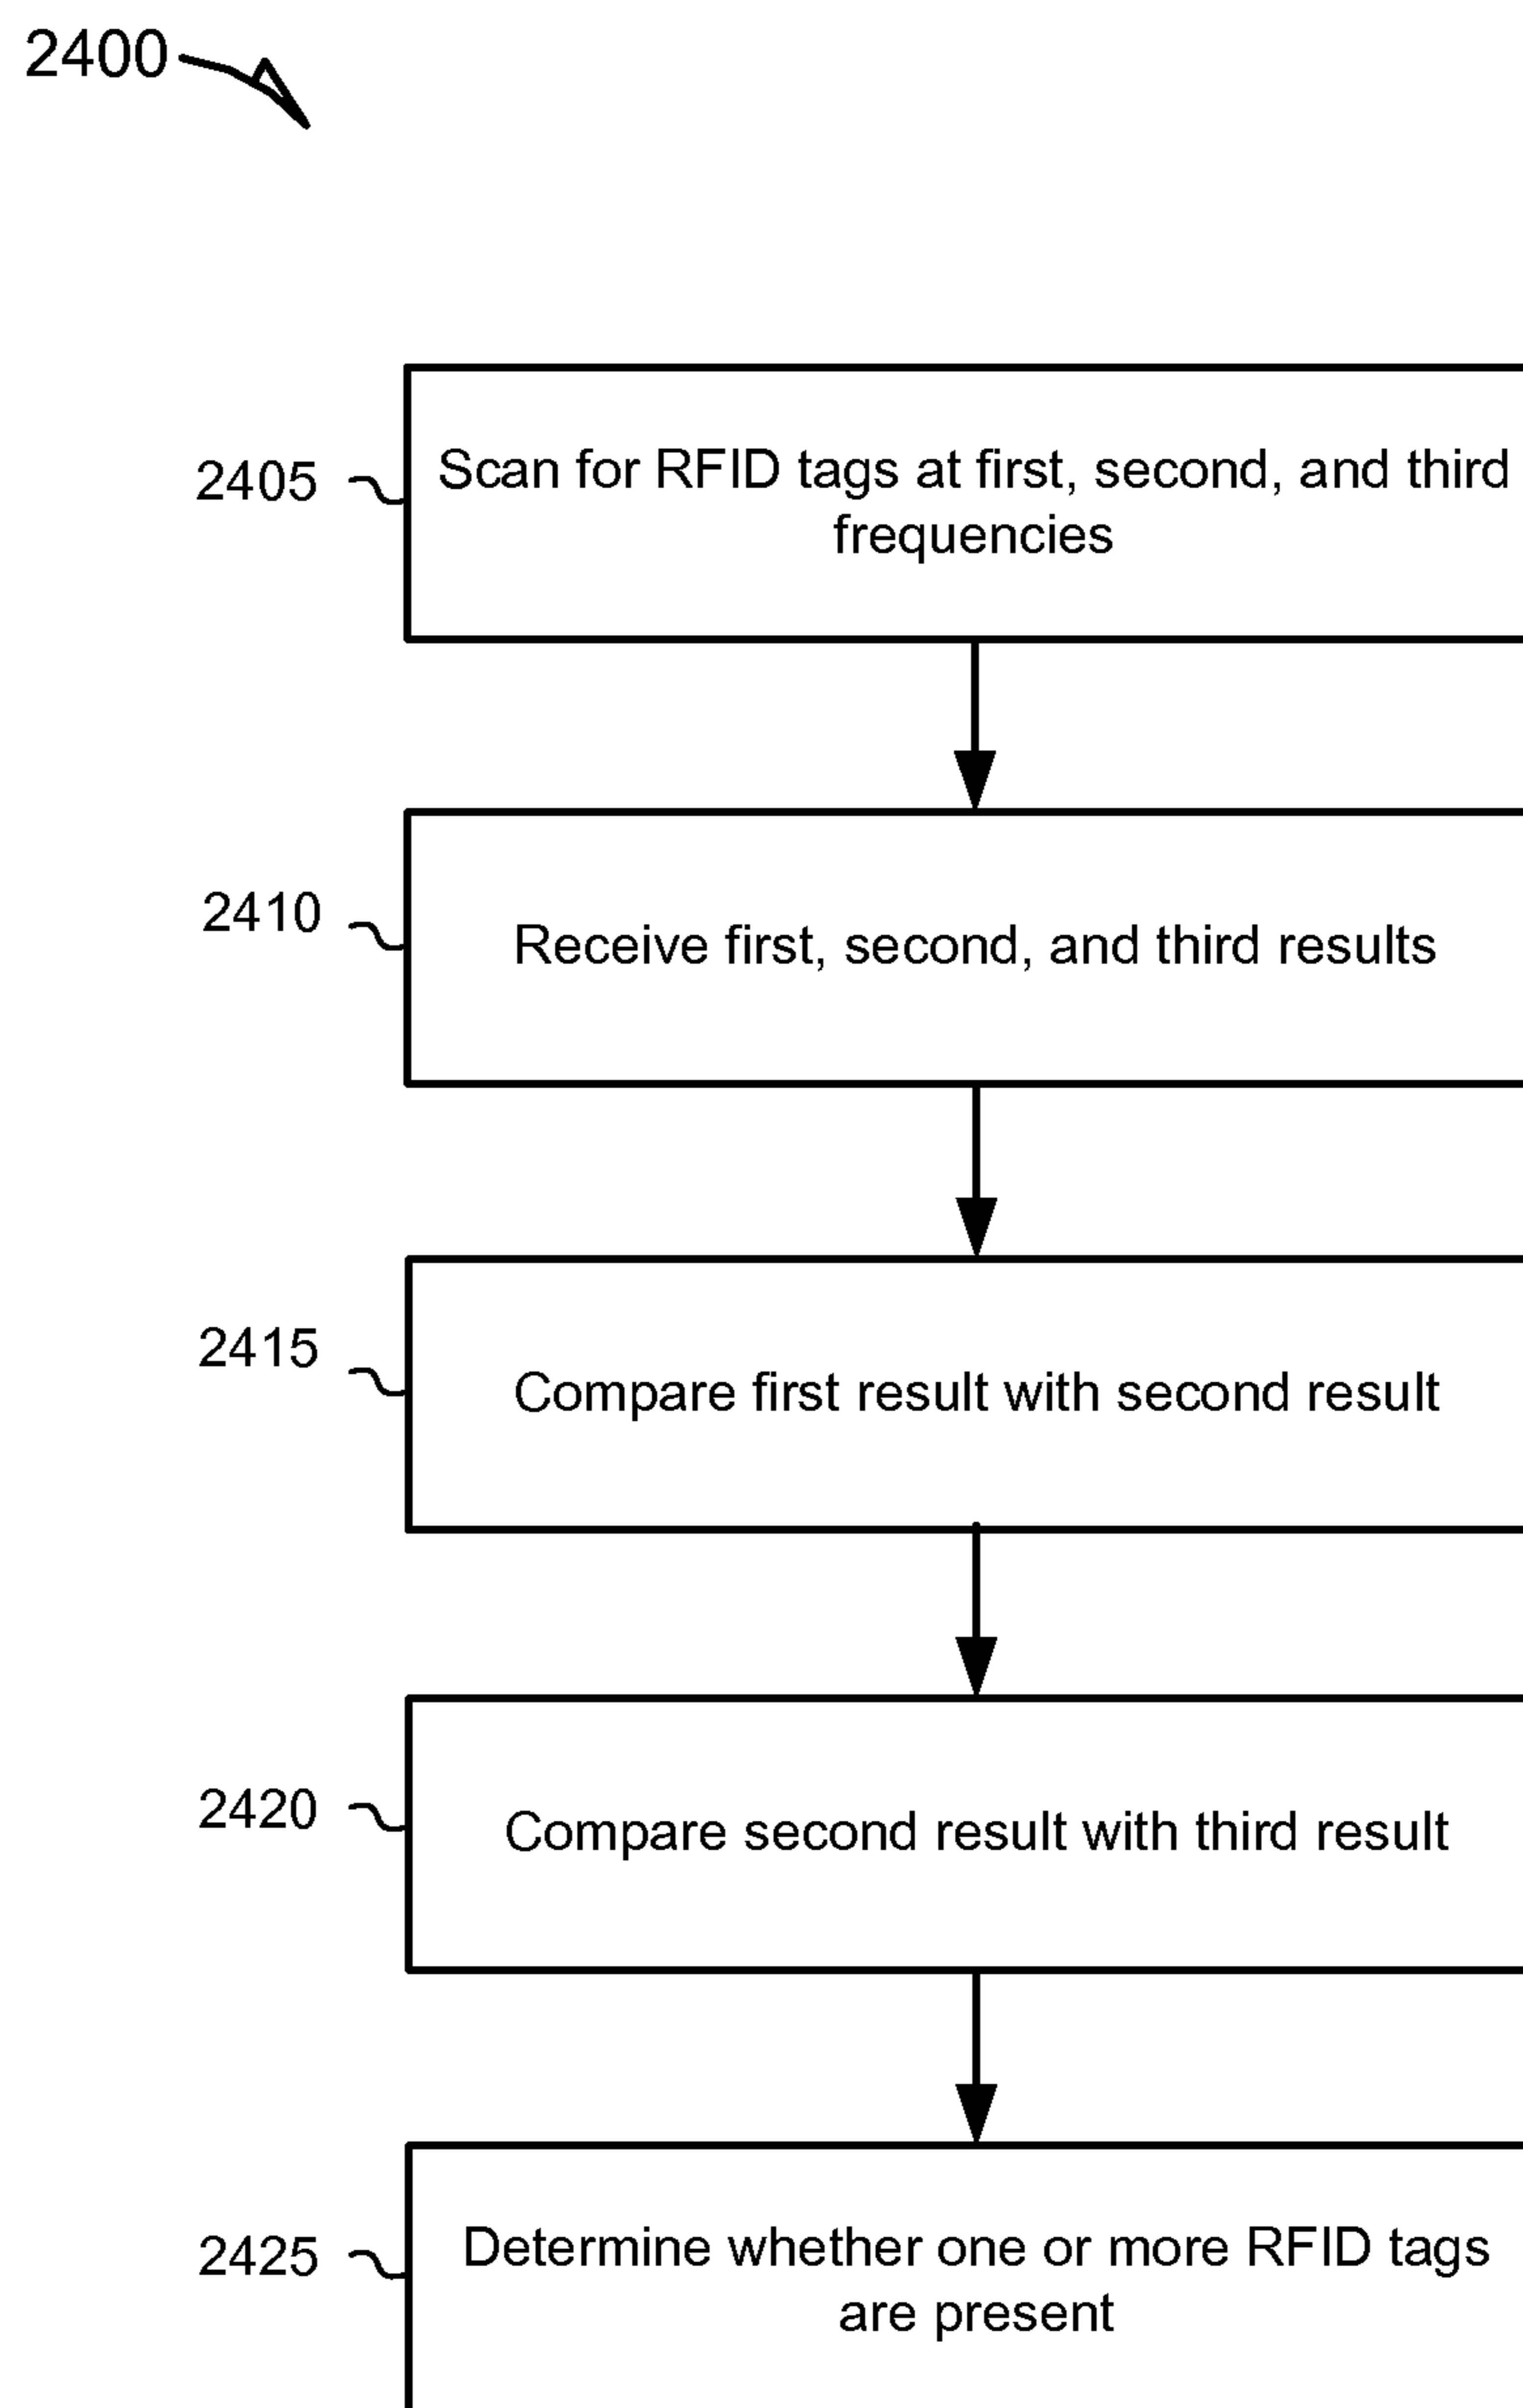 2400
2405
Scan for RFID tags at first, second, and third
frequencies
2410
Receive first, second, and third results
2415
Compare first result with second result
2420
Compare second result with third result
2425
Determine whether one or more RFID tags
are present